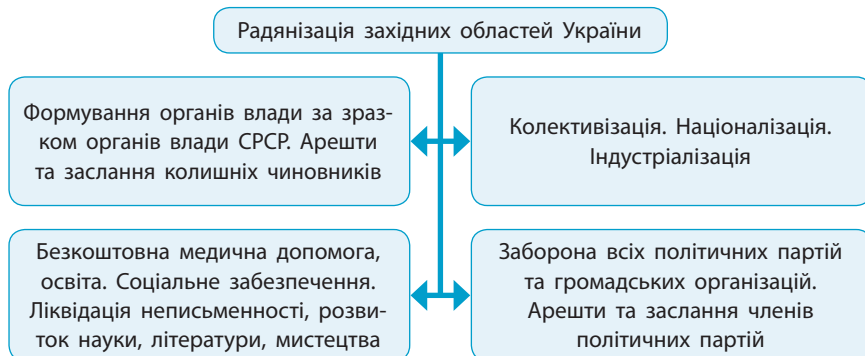 Радянізація західних областей України
Формування органів влади за зраз-
ком органів влади СРСР. Арешти
та заслання колишніх чиновників
Колективізація. Націоналізація.
Індустріалізація
Безкоштовна медична допомога,
освіта. Соціальне забезпечення.
Ліквідація неписьменності, розви-
ток науки, літератури, мистецтва
Заборона всіх політичних партій
та громадських організацій.
Арешти та заслання членів
політичних партій